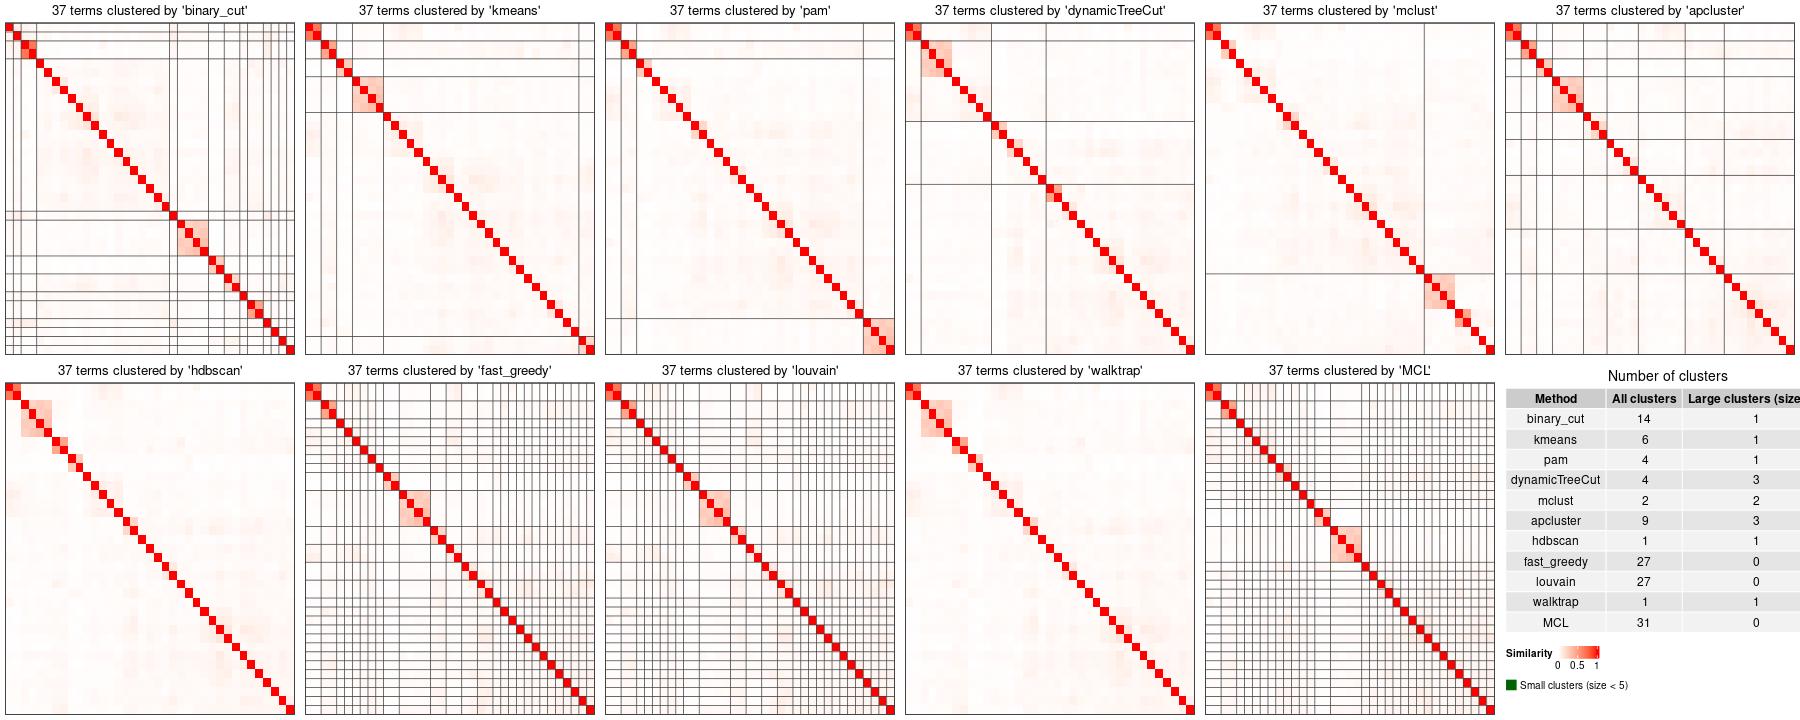 37 terms clustered by 'binary_cut'
37 terms clustered by 'kmeans'
37 terms clustered by 'pam'
37 terms clustered by 'dynamicTreeCut'
37 terms clustered by 'mclust'
37 terms clustered by 'apcluster'
37 terms clustered by 'hdbscan'
37 terms clustered by 'fast_greedy'
37 terms clustered by 'louvain'
37 terms clustered by 'walktrap'
37 terms clustered by 'MCL'
Number of clusters
Method All clusters Large clusters (size
binary_cut 14 1
kmeans 6 1
pam 4 1
dynamicTreeCut 4 3
mclust 2 2
apcluster 9 3
hdbscan 1 1
fast_greedy 27 0
louvain 27 0
walktrap 1 1
MCL 31 0
Similarity
0 0.5 1
Small clusters (size < 5)